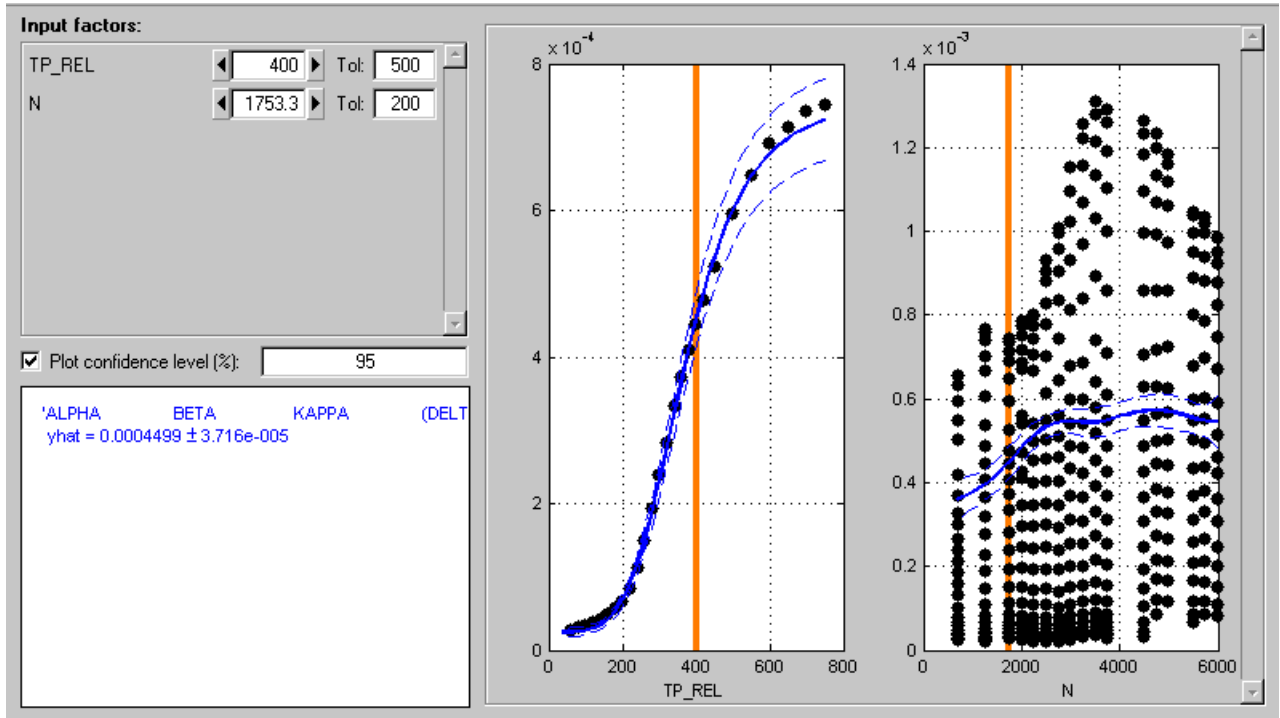 Input factors:
TP_REL 400 Tol: 500
N 1753.3 Tol: 200
Plot confidence level (%): 95
'ALPHA BETA KAPPA (DELT
yhat = 0.0004499 ± 3.716e-005
x 10-4
8
6
4
2
0
0 200 400 600 800
TP_REL
x 10-3
1.4
1.2
1
0.8
0.6
0.4
0.2
0
0 2000 4000 6000
N